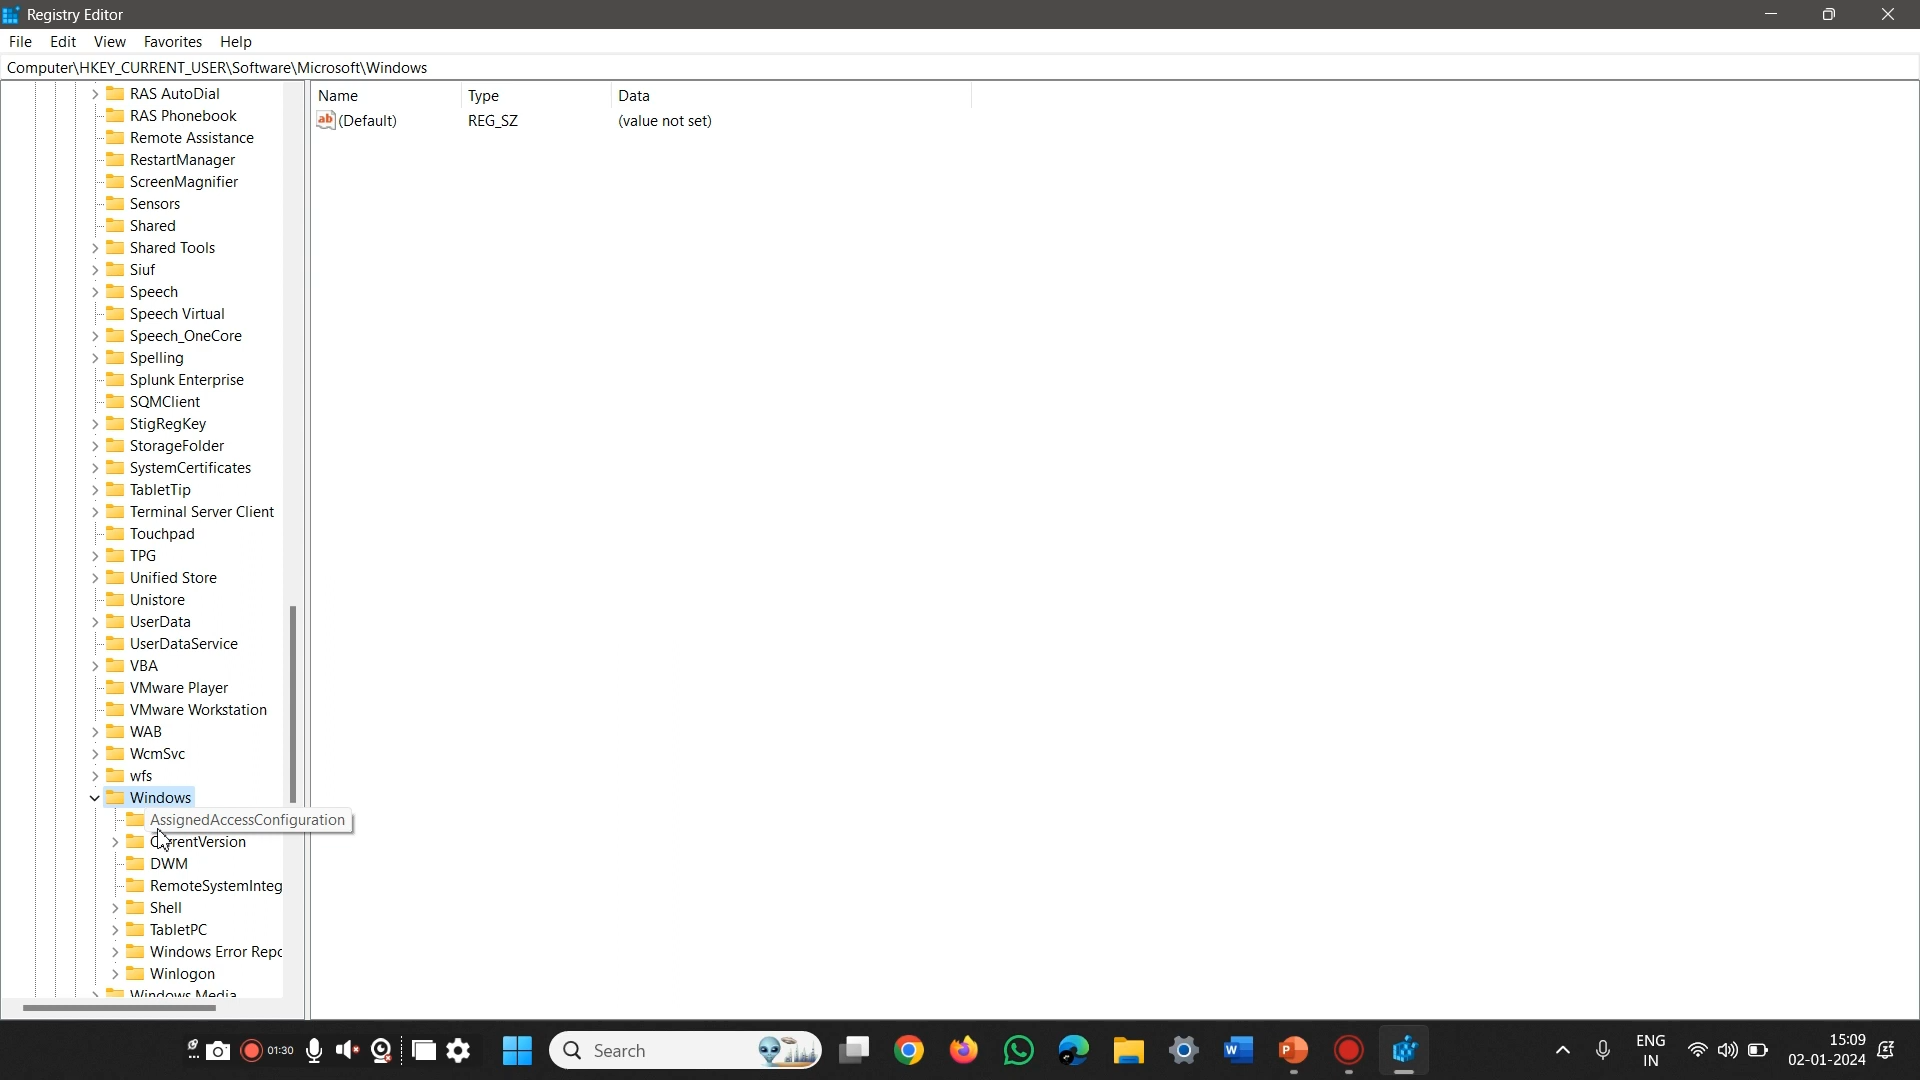 Registry Editor
File Edit View Favorites Help
Computer\HKEY_CURRENT_USER\Software\Microsoft\Windows
Name Type Data
(Default) REG_SZ (value not set)
RAS AutoDial
RAS Phonebook
Remote Assistance
RestartManager
ScreenMagnifier
Sensors
Shared
Shared Tools
Siuf
Speech
Speech Virtual
Speech_OneCore
Spelling
Splunk Enterprise
SQMClient
StigRegKey
StorageFolder
SystemCertificates
TabletTip
Terminal Server Client
Touchpad
TPG
Unified Store
Unistore
UserData
UserDataService
VBA
VMware Player
VMware Workstation
WAB
WcmSvc
wfs
Windows
AssignedAccessConfiguration
CurrentVersion
DWM
RemoteSystemInteg
Shell
TabletPC
Windows Error Repo
Winlogon
Windows Media
01:30 Search ENG IN 15:09 02-01-2024